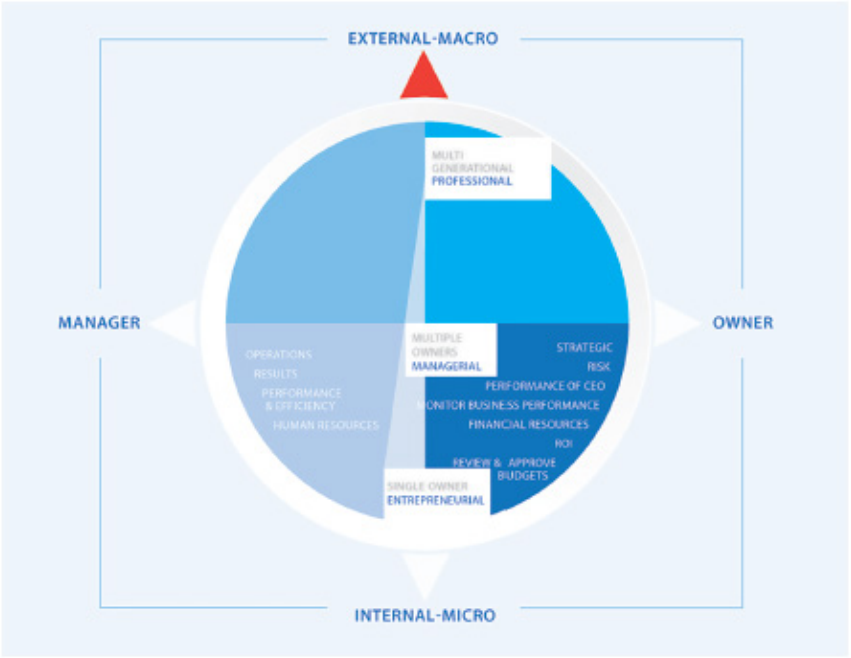 EXTERNAL-MACRO
MULTI
GENERATIONAL
PROFESSIONAL
MANAGER
OWNER
MULTIPLE
OWNERS
MANAGERIAL
OPERATIONS
RESULTS
PERFORMANCE
& EFFICIENCY
HUMAN RESOURCES
STRATEGIC
RISK
PERFORMANCE OF CEO
MONITOR BUSINESS PERFORMANCE
FINANCIAL RESOURCES
ROI
REVIEW & APPROVE
BUDGETS
SINGLE OWNER
ENTREPRENEURIAL
INTERNAL-MICRO